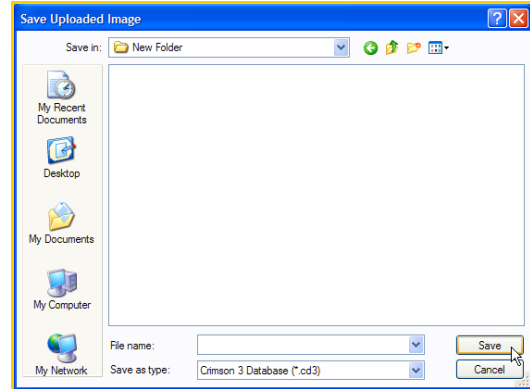 Save Uploaded Image
Save in:
New Folder
My Recent
Documents
Desktop
My Documents
My Computer
My Network
File name:
Save
Save as type:
Crimson 3 Database (*.cd3)
Cancel